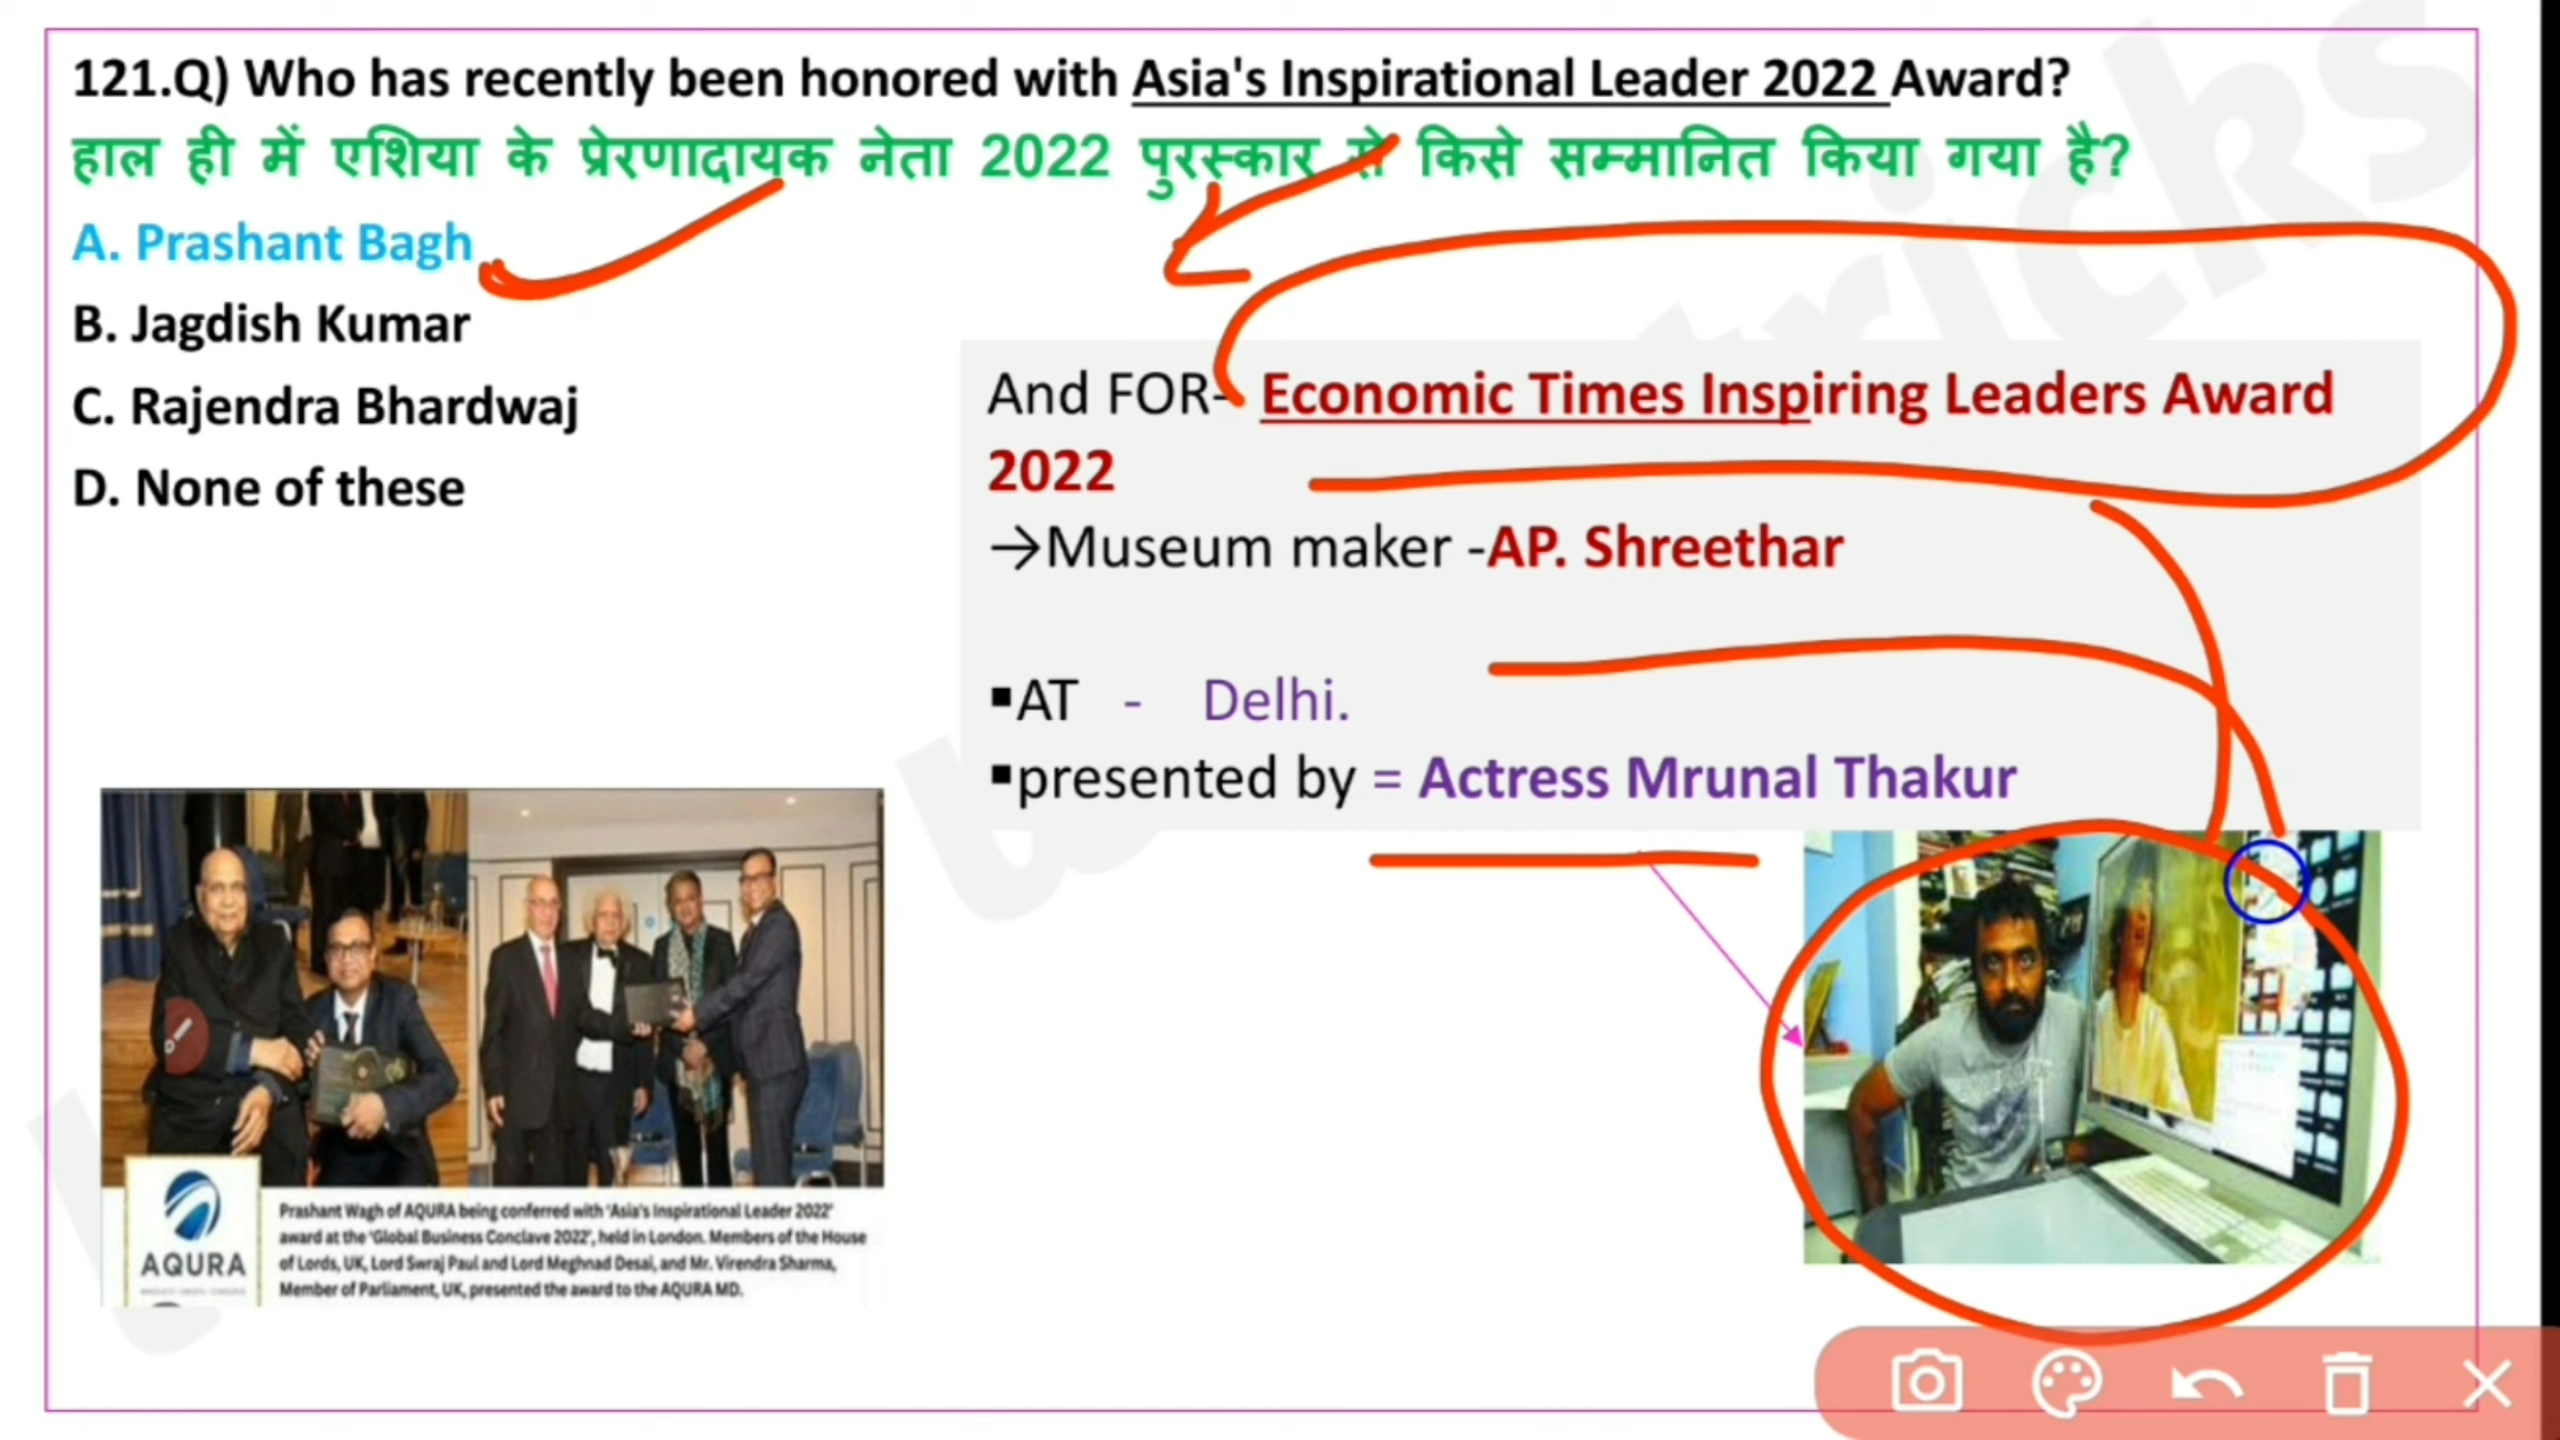 121.Q) Who has recently been honored with Asia's Inspirational Leader 2022 Award?
हाल ही में एशिया के प्रेरणादायक नेता 2022 पुरस्कार से किसे सम्मानित किया गया है?
A. Prashant Bagh
B. Jagdish Kumar
C. Rajendra Bhardwaj
D. None of these
And FOR- Economic Times Inspiring Leaders Award
2022
→Museum maker -AP. Shreethar
▪AT - Delhi.
▪presented by = Actress Mrunal Thakur
AQURA
Prashant Wagh of AQURA being conferred with 'Asia's Inspirational Leader 2022'
award at the 'Global Business Conclave 2022', held in London. Members of the House
of Lords, UK, Lord Swraj Paul and Lord Meghnad Desai, and Mr. Virendra Sharma,
Member of Parliament, UK, presented the award to the AQURA MD.